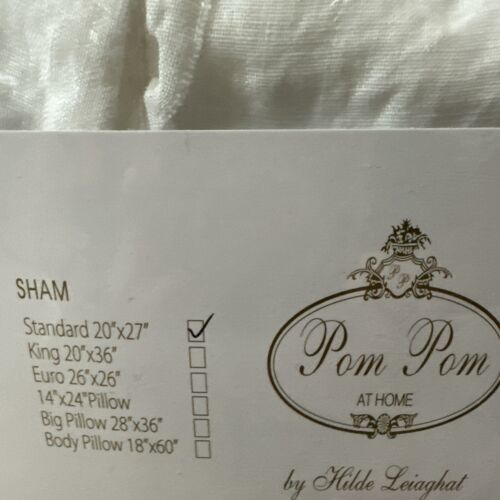 SHAM
Standard 20"x27"
King 20"x36"
Euro 26"x26"
14"x24"Pillow
Big Pillow 28"x36"
Body Pillow 18"x60"
P P
Pom Pom
AT HOME
by Hilde Leiaghat